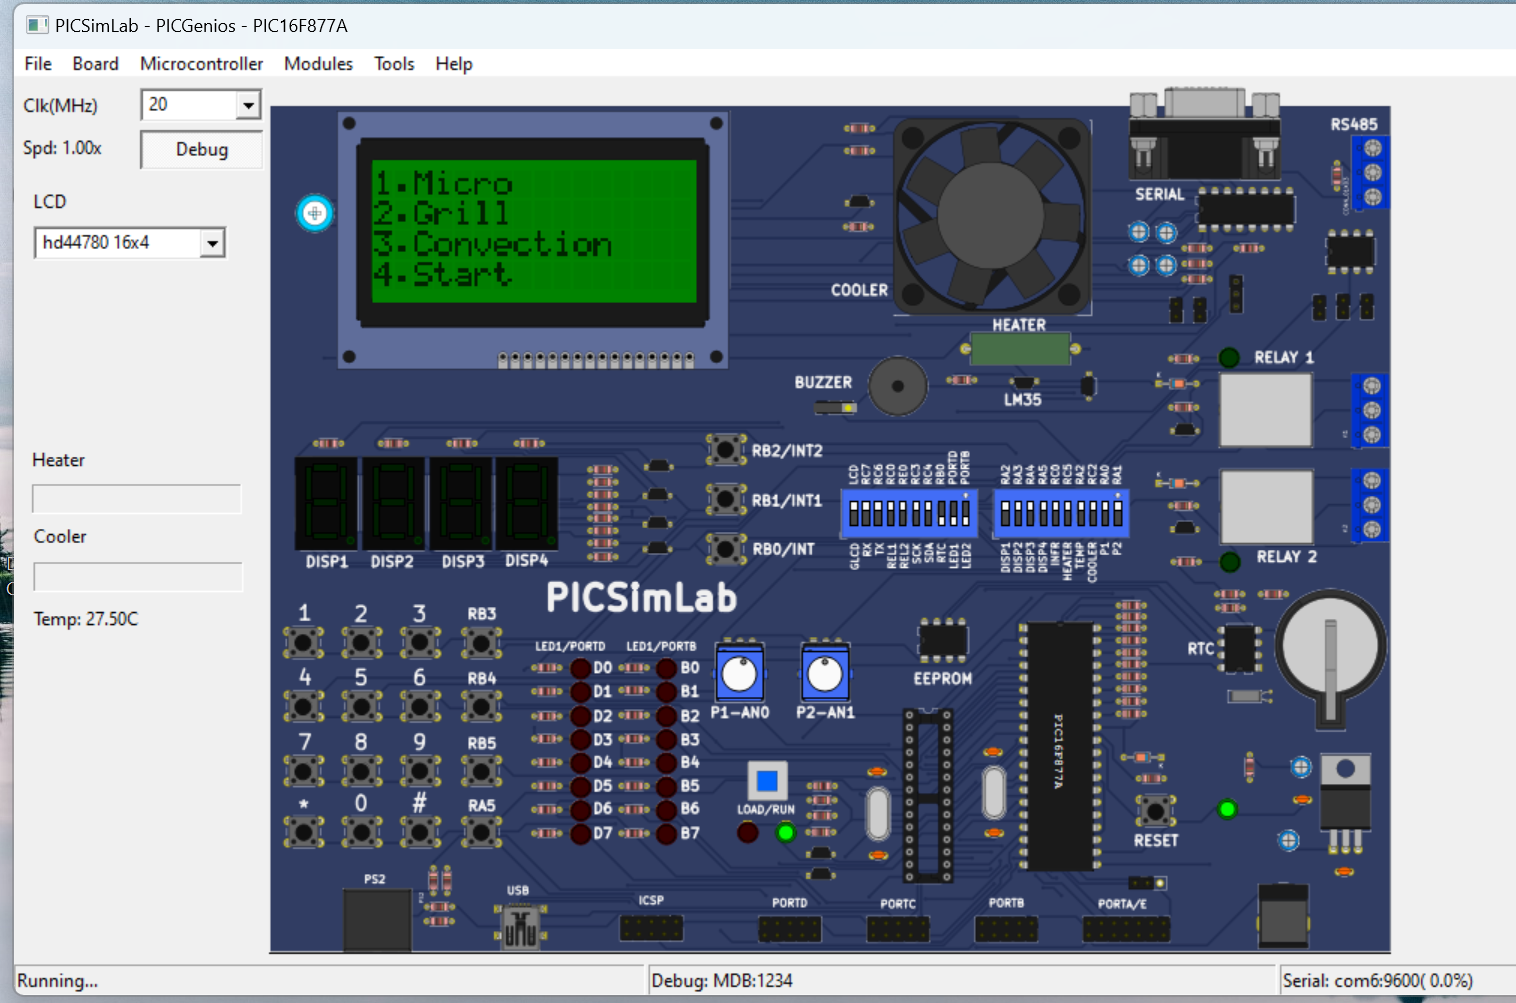 PICSimLab - PICGenios - PIC16F877A
File Board Microcontroller Modules Tools Help
Clk(MHz) 20
Spd: 1.00x Debug
LCD
hd44780 16x4
1.Micro
2.Grill
3.Convection
4.Start
COOLER
SERIAL
RS485
HEATER
BUZZER
LM35
RELAY 1
RELAY 2
RB2/INT2
RB1/INT1
RB0/INT
LCD RC7 RC6 RC0 RE0 RC3 RC4 RB0 PORTD PORTB
GLCD RX TX REL1 REL2 SCK SDA RTC LED1 LED2
RA2 RA3 RA4 RA5 RC0 RC5 RA2 RC2 RA0 RA1
DISP1 DISP2 DISP3 DISP4 INFR HEATER TEMP COOLER P1 P2
DISP1 DISP2 DISP3 DISP4
Heater
Cooler
Temp: 27.50C
PICSimLab
1 2 3 RB3
4 5 6 RB4
7 8 9 RB5
* 0 # RA5
LED1/PORTD LED1/PORTB
D0 B0
D1 B1
D2 B2
D3 B3
D4 B4
D5 B5
D6 B6
D7 B7
P1-AN0 P2-AN1
EEPROM
RTC
PIC16F877A
LOAD/RUN
RESET
PS2
USB
ICSP
PORTD
PORTC
PORTB
PORTA/E
Running...
Debug: MDB:1234
Serial: com6:9600( 0.0%)